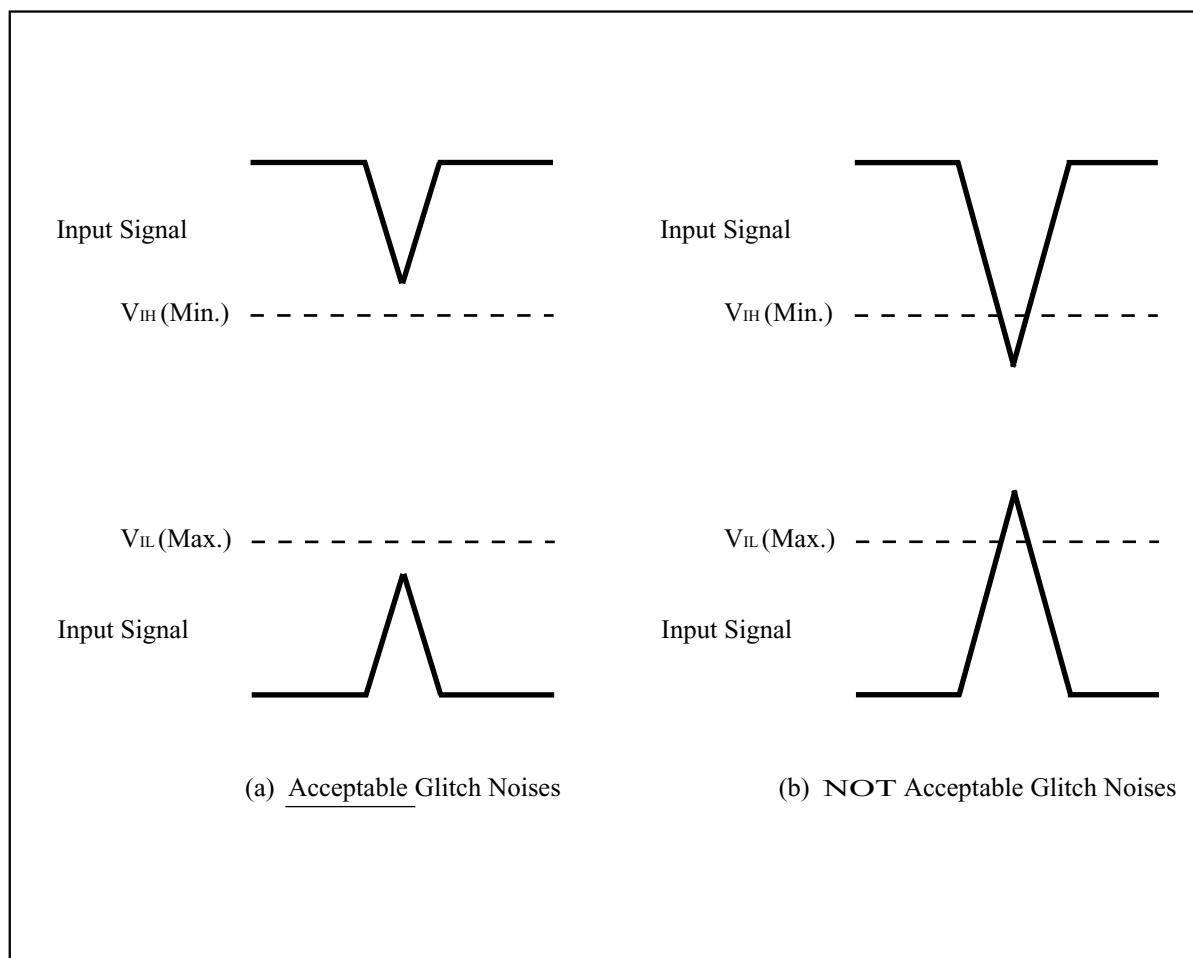 Input Signal
Input Signal
VIH (Min.)
VIH (Min.)
VIL (Max.)
VIL (Max.)
Input Signal
Input Signal
(a) Acceptable Glitch Noises
(b) NOT Acceptable Glitch Noises